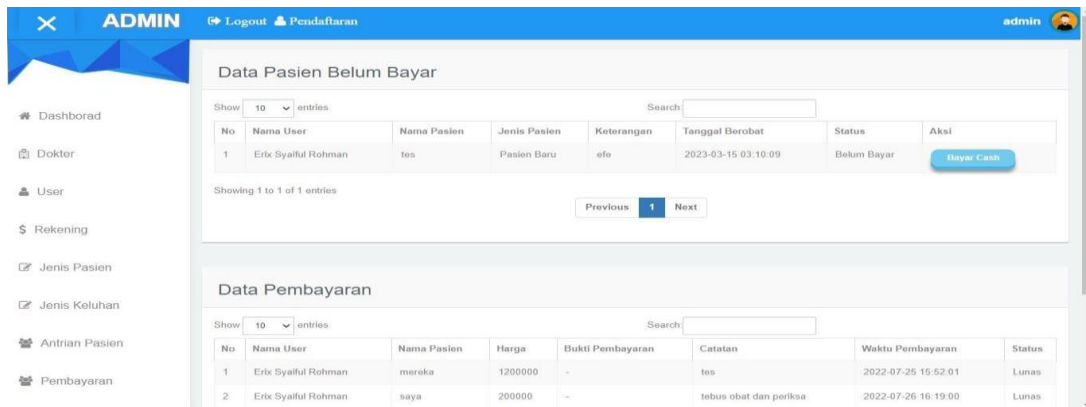 ADMIN Logout Pendaftaran admin
Dashborad
Dokter
User
Rekening
Jenis Pasien
Jenis Keluhan
Antrian Pasien
Pembayaran
Data Pasien Belum Bayar
Show 10 entries Search:
No Nama User Nama Pasien Jenis Pasien Keterangan Tanggal Berobat Status Aksi
1 Erix Syaiful Rohman tes Pasien Baru efe 2023-03-15 03:10:09 Belum Bayar Bayar Cash
Showing 1 to 1 of 1 entries
Previous 1 Next
Data Pembayaran
Show 10 entries Search:
No Nama User Nama Pasien Harga Bukti Pembayaran Catatan Waktu Pembayaran Status
1 Erix Syaiful Rohman mereka 1200000 - tes 2022-07-25 15:52:01 Lunas
2 Erix Syaiful Rohman saya 200000 - tebus obat dan periksa 2022-07-26 16:19:00 Lunas